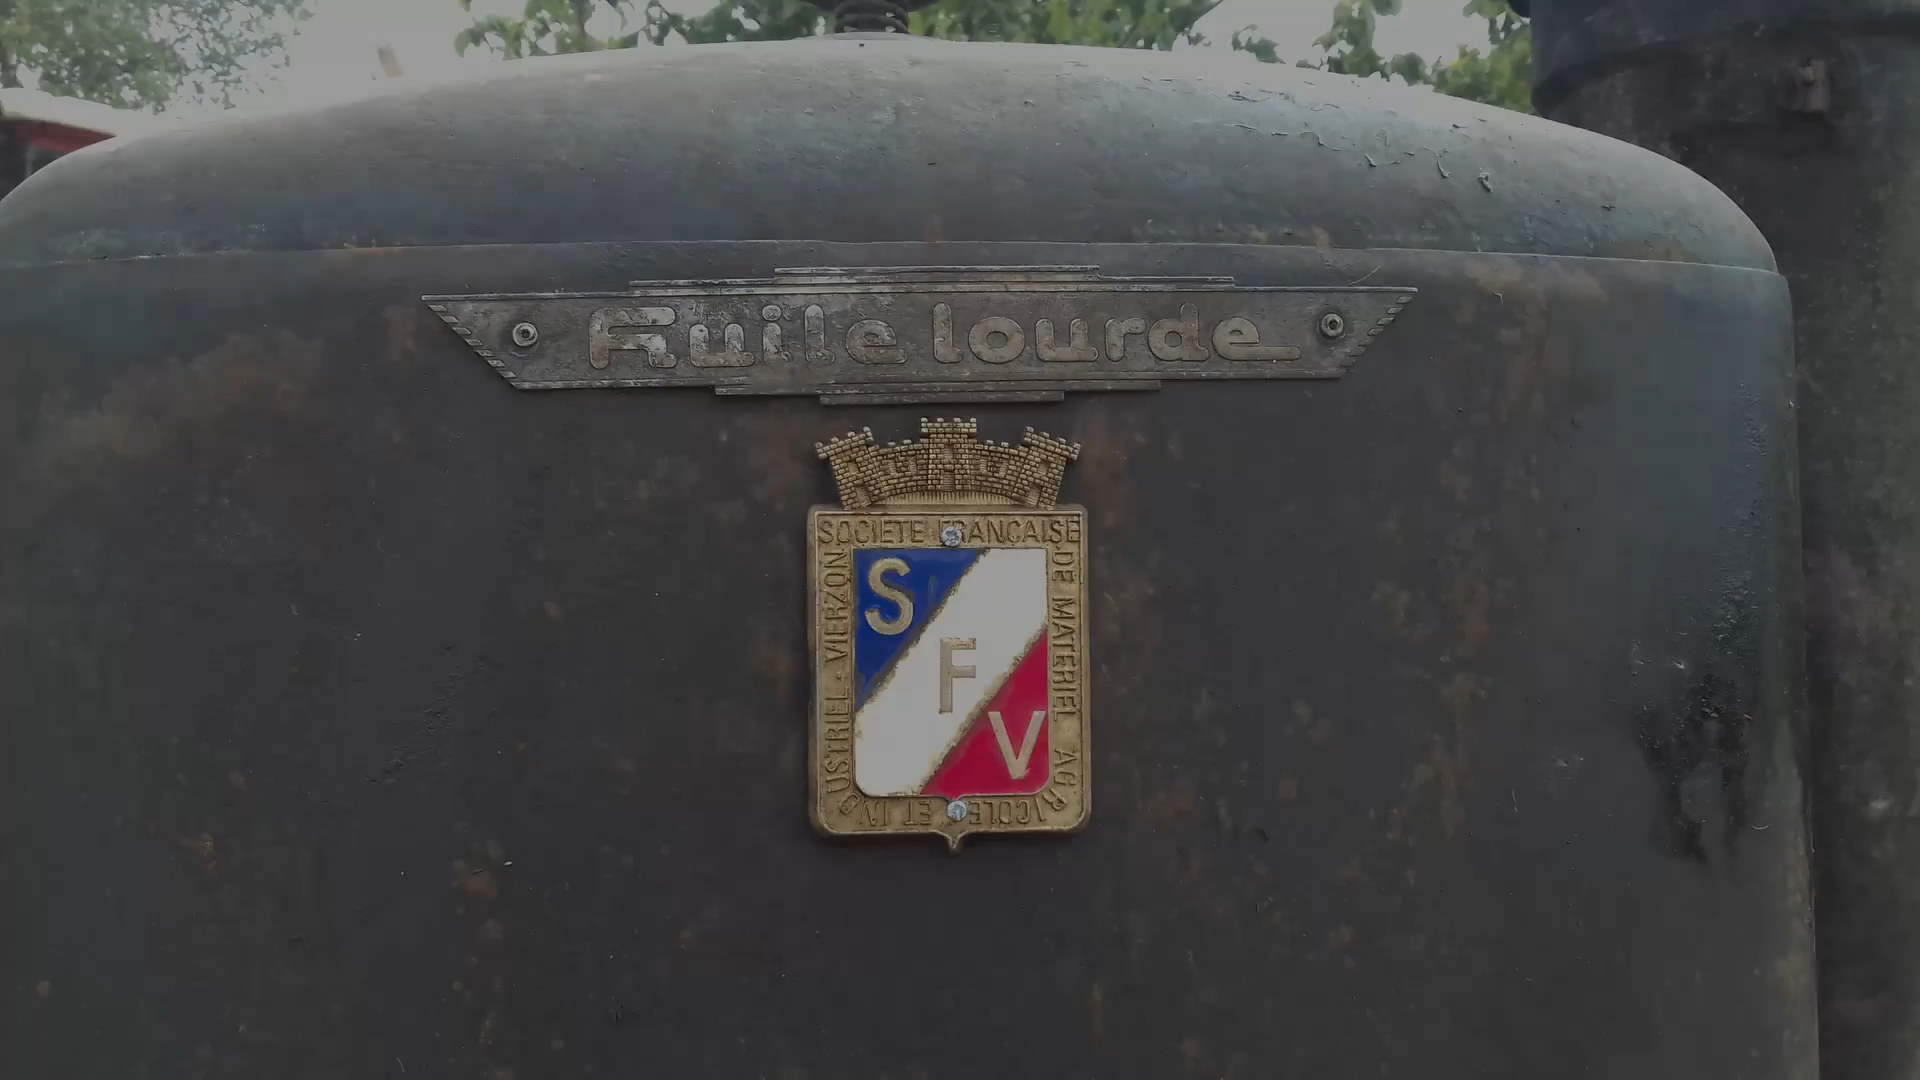 Huile lourde
SOCIETE FRANCAISE
DE MATERIEL AGRICOLE ET INDUSTRIEL - VIERZON
S
F
V